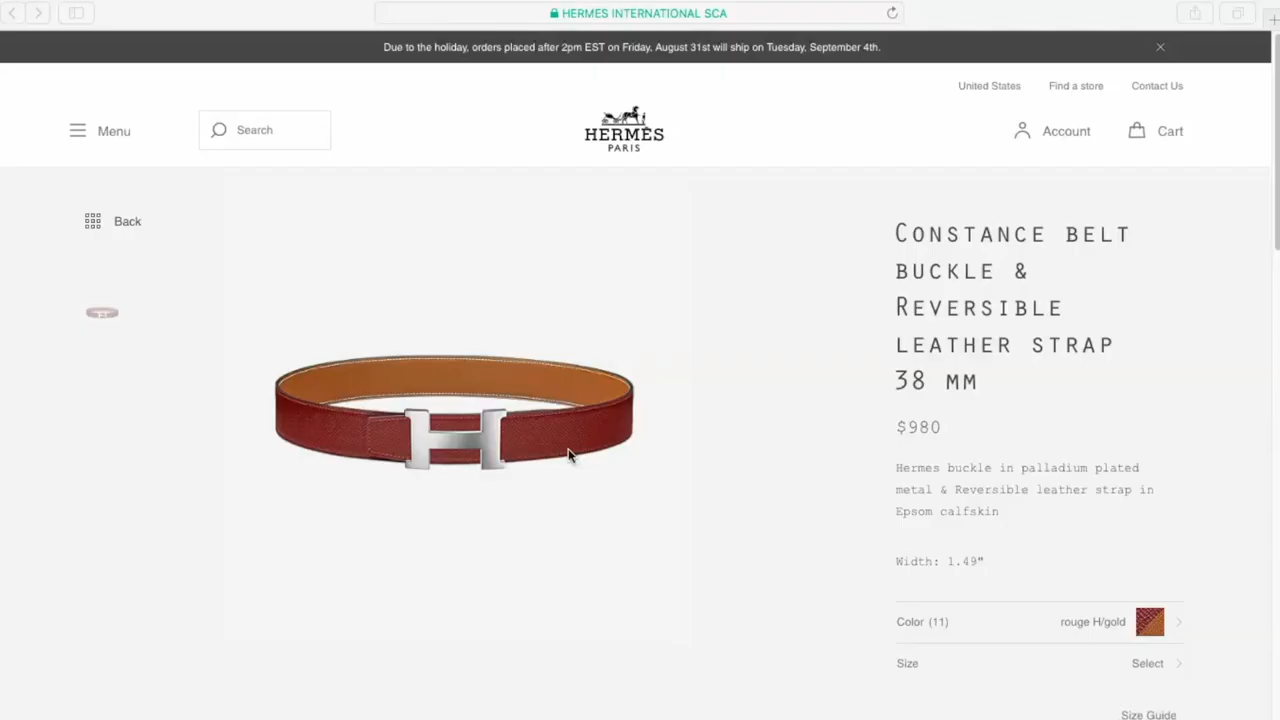 HERMES INTERNATIONAL SCA
Due to the holiday, orders placed after 2pm EST on Friday, August 31st will ship on Tuesday, September 4th.
United States Find a store Contact Us
Menu Search HERMÈS PARIS Account Cart
Back
Constance belt
buckle &
Reversible
leather strap
38 mm
$980
Hermes buckle in palladium plated
metal & Reversible leather strap in
Epsom calfskin
Width: 1.49"
Color (11) rouge H/gold
Size Select
Size Guide